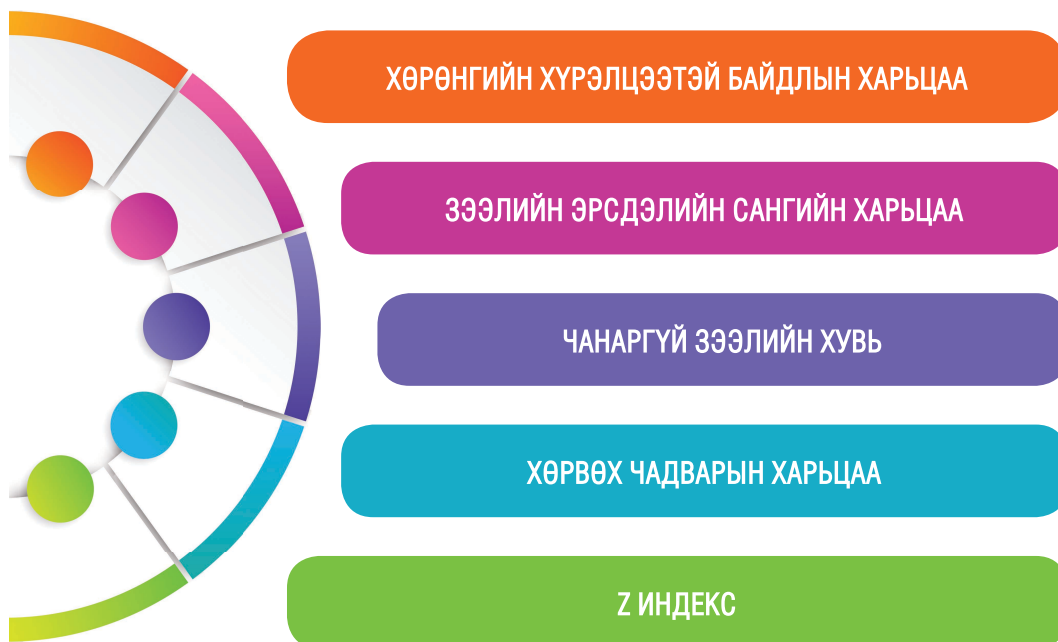 ХӨРӨНГИЙН ХҮРЭЛЦЭЭТЭЙ БАЙДЛЫН ХАРЬЦАА
ЗЭЭЛИЙН ЭРСДЭЛИЙН САНГИЙН ХАРЬЦАА
ЧАНАРГҮЙ ЗЭЭЛИЙН ХУВЬ
ХӨРВӨХ ЧАДВАРЫН ХАРЬЦАА
Z ИНДЕКС